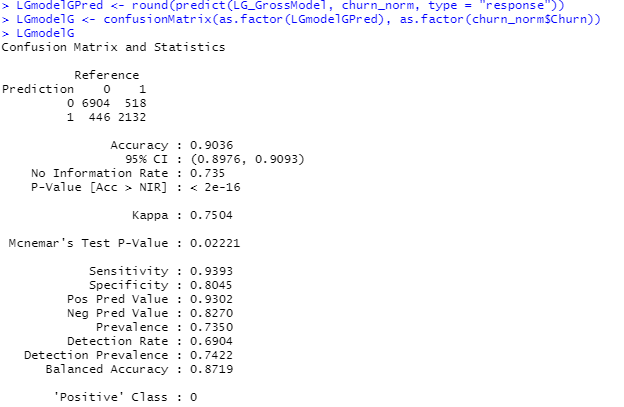 > LGmodelGPred <- round(predict(LG_GrossModel, churn_norm, type = "response"))
> LGmodelG <- confusionMatrix(as.factor(LGmodelGPred), as.factor(churn_norm$Churn))
> LGmodelG
Confusion Matrix and Statistics
Reference
Prediction 0 1
0 6904 518
1 446 2132
Accuracy : 0.9036
95% CI : (0.8976, 0.9093)
No Information Rate : 0.735
P-Value [Acc > NIR] : < 2e-16
Kappa : 0.7504
Mcnemar's Test P-Value : 0.02221
Sensitivity : 0.9393
Specificity : 0.8045
Pos Pred Value : 0.9302
Neg Pred Value : 0.8270
Prevalence : 0.7350
Detection Rate : 0.6904
Detection Prevalence : 0.7422
Balanced Accuracy : 0.8719
'Positive' Class : 0